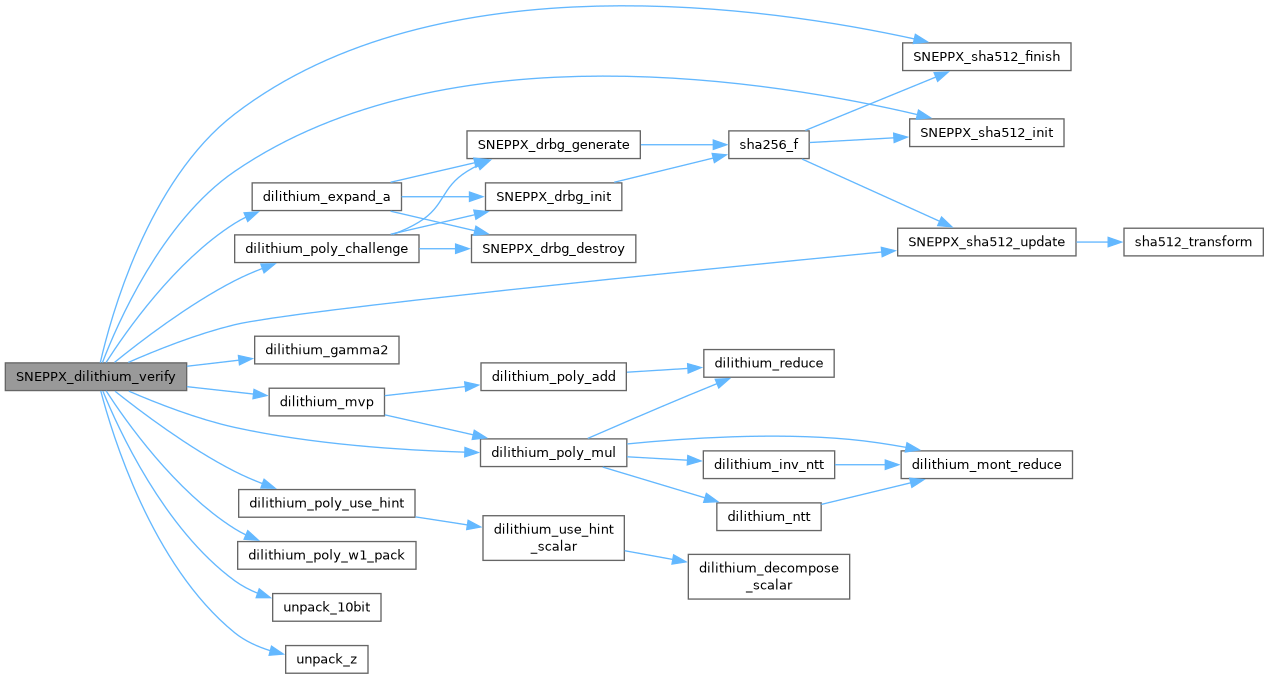 SNEPPX_dilithium_verify
dilithium_expand_a
dilithium_poly_challenge
dilithium_gamma2
dilithium_mvp
dilithium_poly_use_hint
dilithium_poly_w1_pack
unpack_10bit
unpack_z
SNEPPX_drbg_generate
SNEPPX_drbg_init
SNEPPX_drbg_destroy
dilithium_poly_add
dilithium_poly_mul
dilithium_use_hint
_scalar
sha256_f
dilithium_reduce
dilithium_inv_ntt
dilithium_ntt
dilithium_decompose
_scalar
SNEPPX_sha512_finish
SNEPPX_sha512_init
SNEPPX_sha512_update
dilithium_mont_reduce
sha512_transform